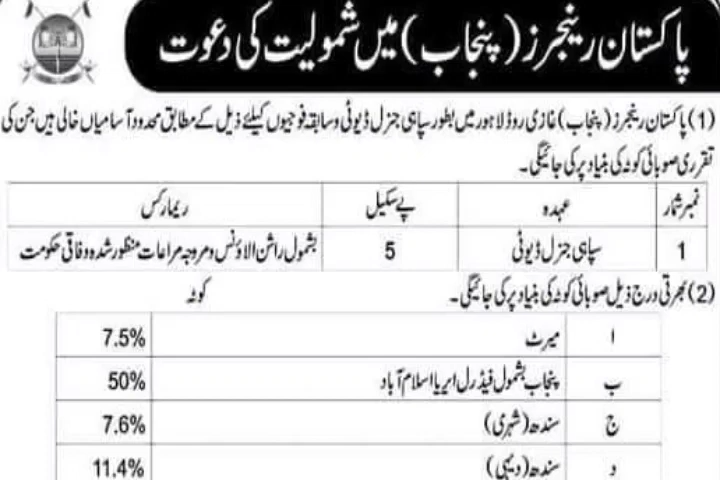 پاکستان رینجرز (پنجاب) میں شمولیت کی دعوت
(1) پاکستان رینجرز (پنجاب) غازی روڈ لاہور میں بطور سپاہی جنرل ڈیوٹی و سابقہ فوجیوں کیلئے ذیل کے مطابق محدود آسامیاں خالی ہیں جن کی
تقرری صوبائی کوٹہ کی بنیاد پر کی جائیگی۔
نمبر شمار عہدہ پے سکیل ریمارکس
1 سپاہی جنرل ڈیوٹی 5 بشمول راشن الاؤنس و مروجہ مراعات منظور شدہ وفاقی حکومت
(2) بھرتی درج ذیل صوبائی کوٹہ کی بنیاد پر کی جائیگی۔ کوٹہ
ا میرٹ 7.5%
ب پنجاب بشمول فیڈرل ایریا اسلام آباد 50%
ج سندھ (شہری) 7.6%
د سندھ (دیہی) 11.4%